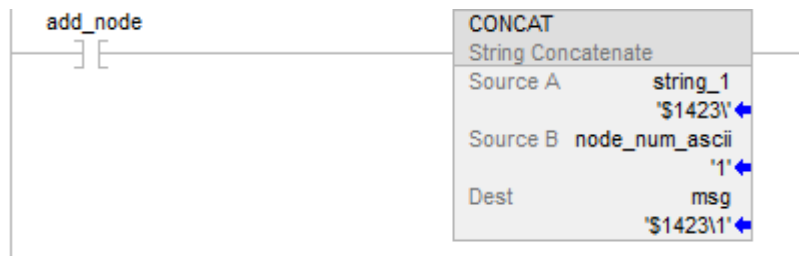 add_node
CONCAT
String Concatenate
Source A string_1
'$1423\'
Source B node_num_ascii
'1'
Dest msg
'$1423\1'